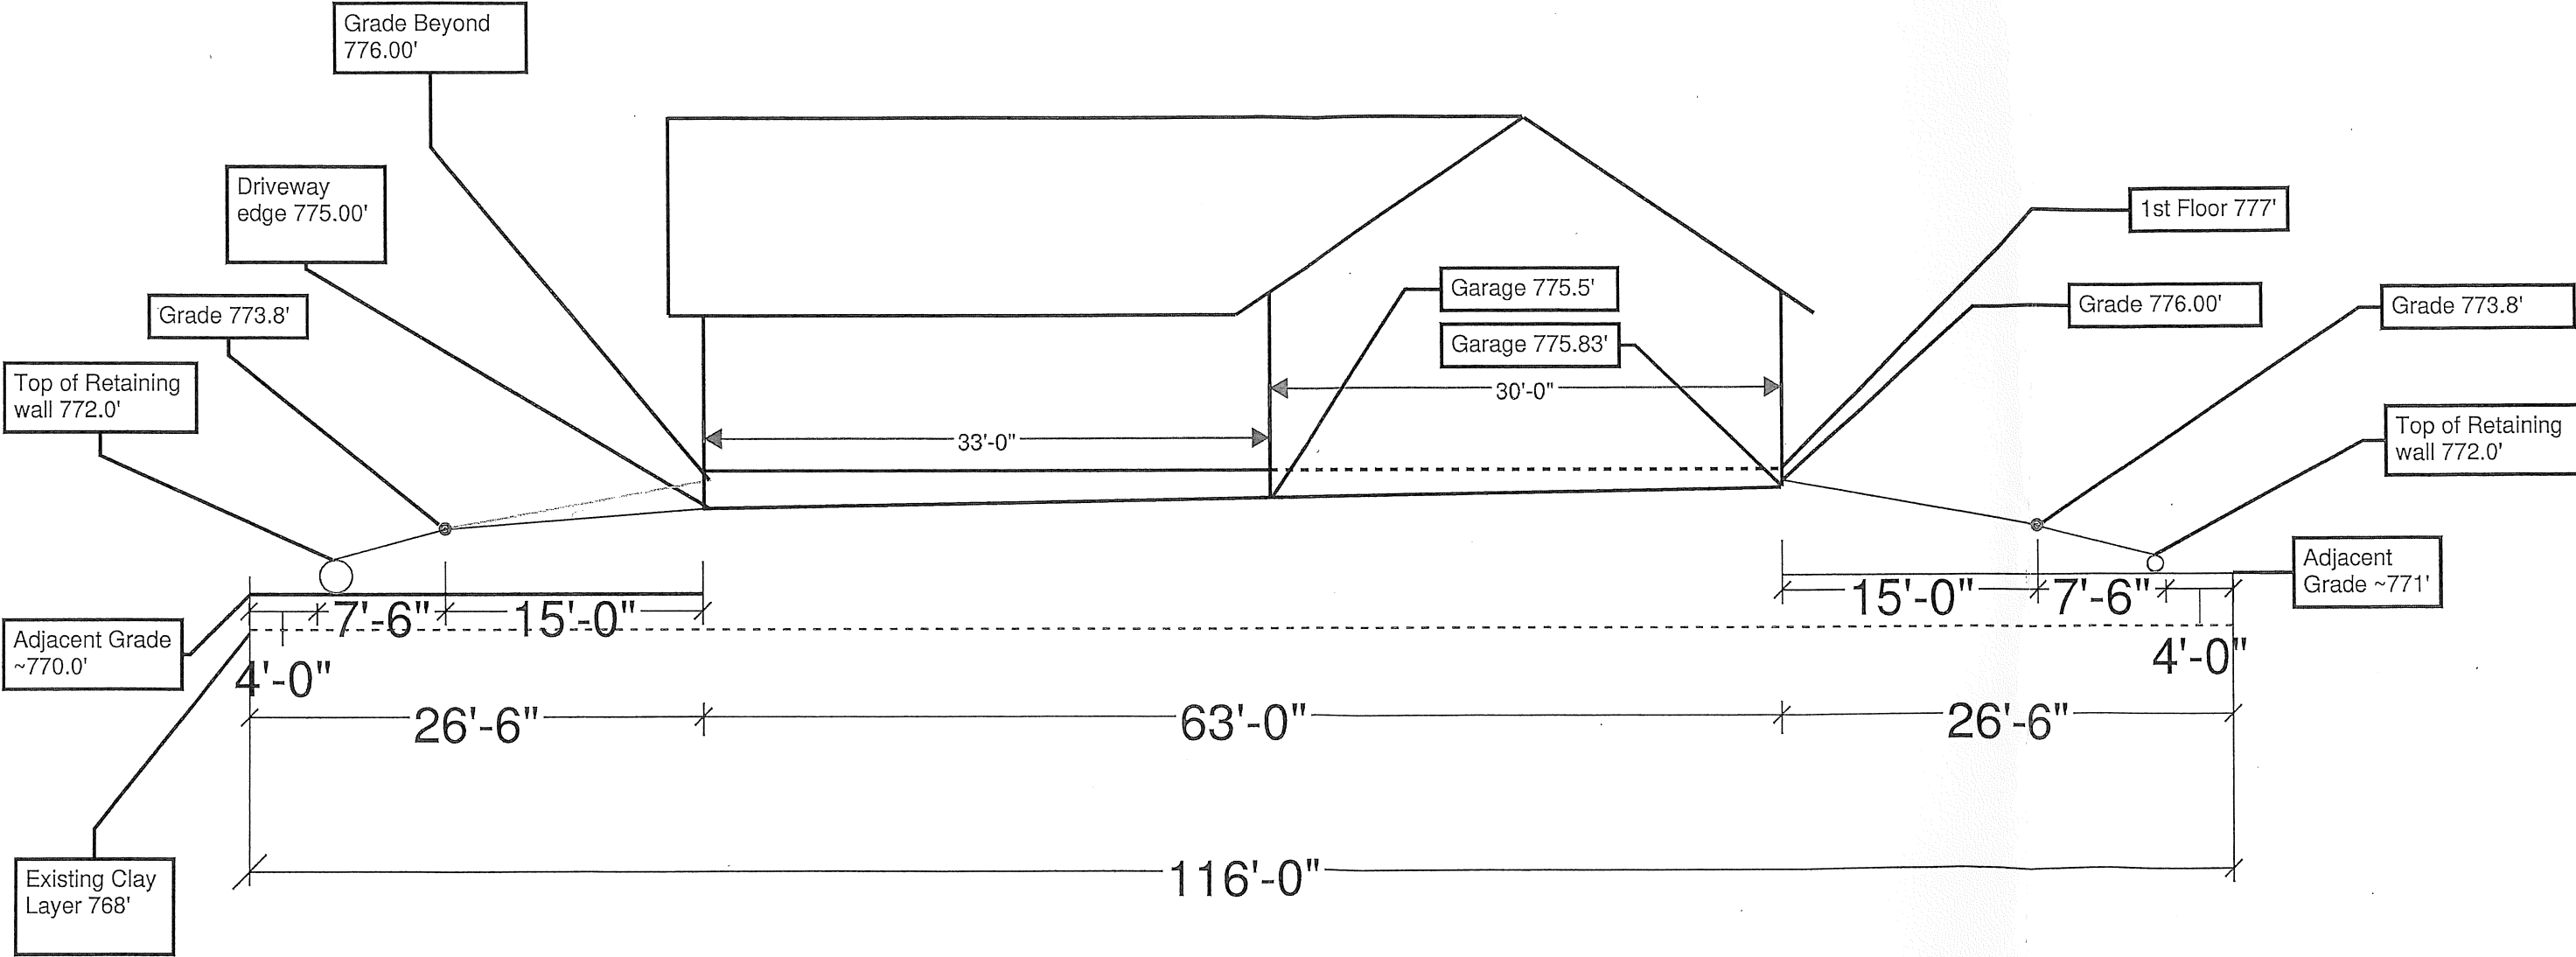 Grade Beyond
776.00'
Driveway
edge 775.00'
Grade 773.8'
Top of Retaining
wall 772.0'
1st Floor 777'
Garage 775.5'
Grade 776.00'
Grade 773.8'
Garage 775.83'
30'-0"
33'-0"
Top of Retaining
wall 772.0'
Adjacent
Grade ~771'
7'-6"
15'-0"
15'-0"
7'-6"
Adjacent Grade
~770.0'
4'-0"
4'-0"
26'-6"
63'-0"
26'-6"
116'-0"
Existing Clay
Layer 768'